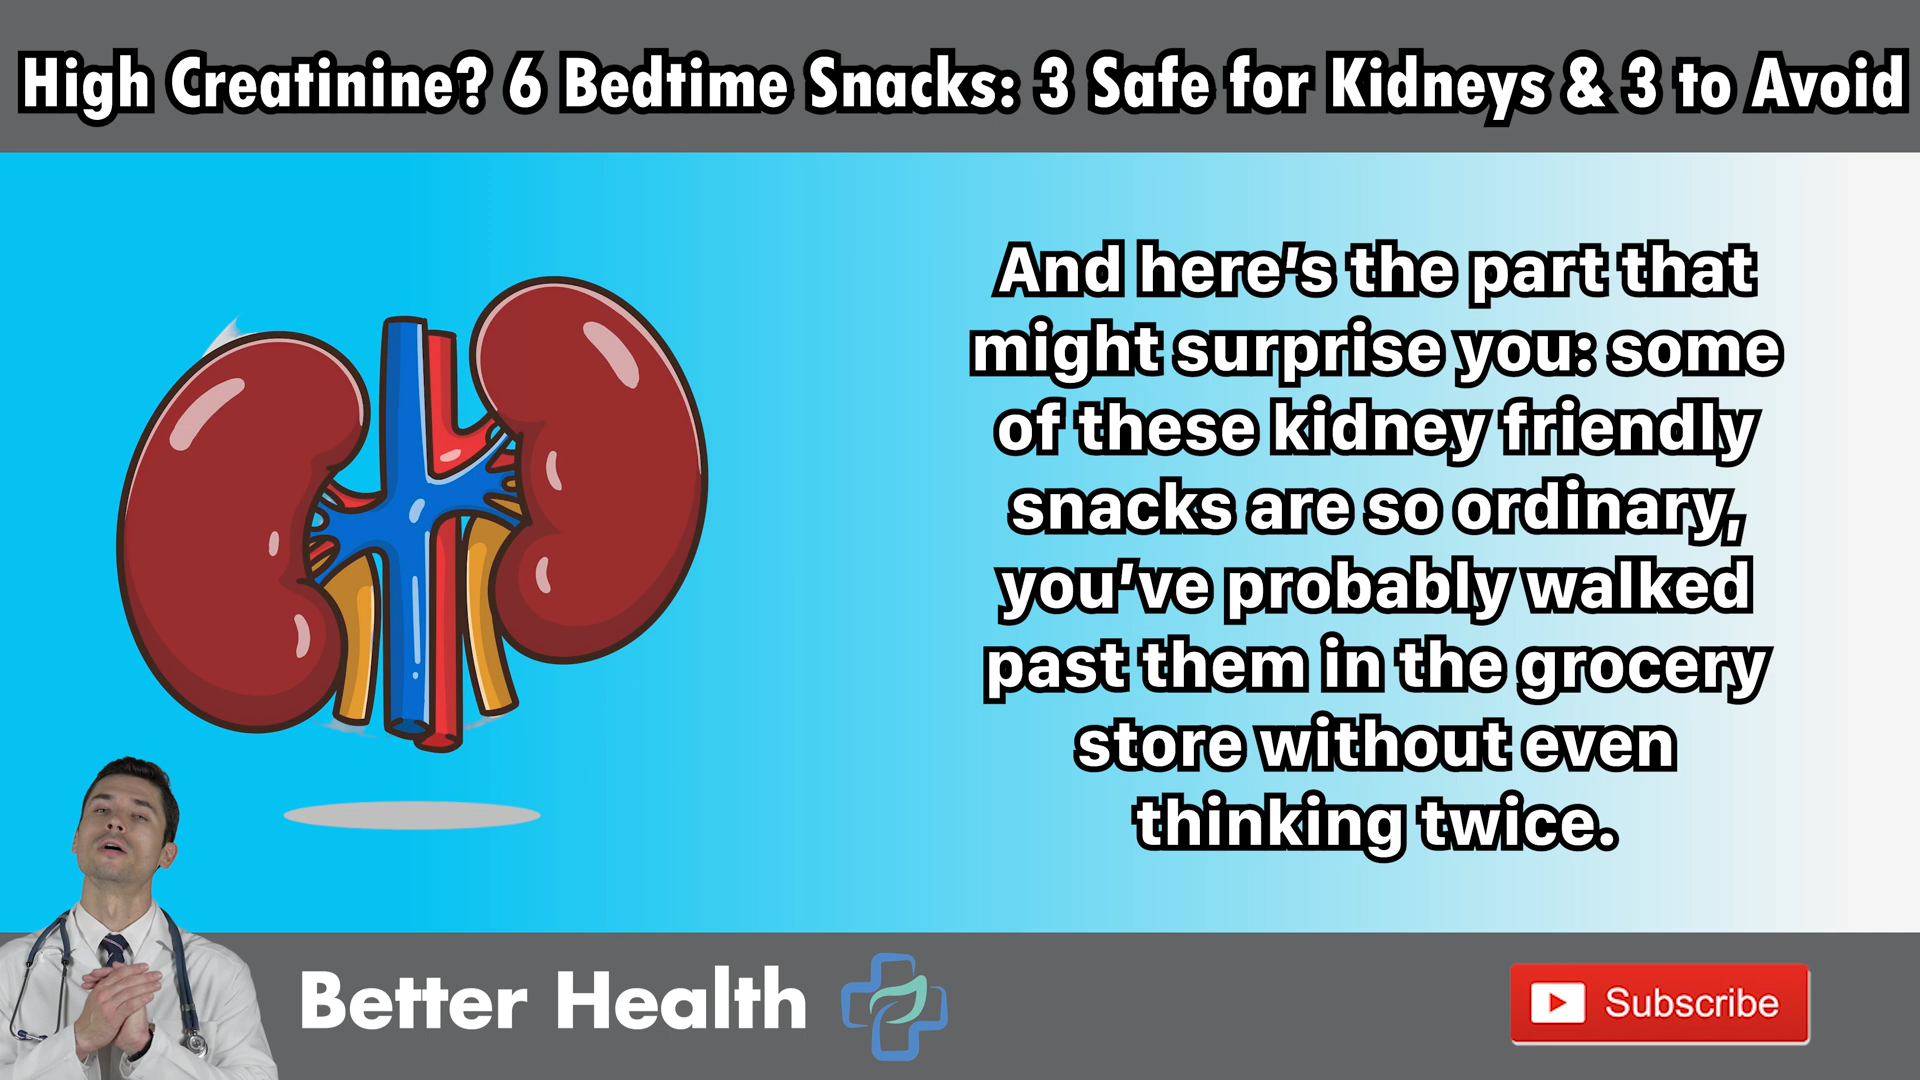 High Creatinine? 6 Bedtime Snacks: 3 Safe for Kidneys & 3 to Avoid
And here's the part that
might surprise you: some
of these kidney friendly
snacks are so ordinary,
you've probably walked
past them in the grocery
store without even
thinking twice.
Better Health
Subscribe